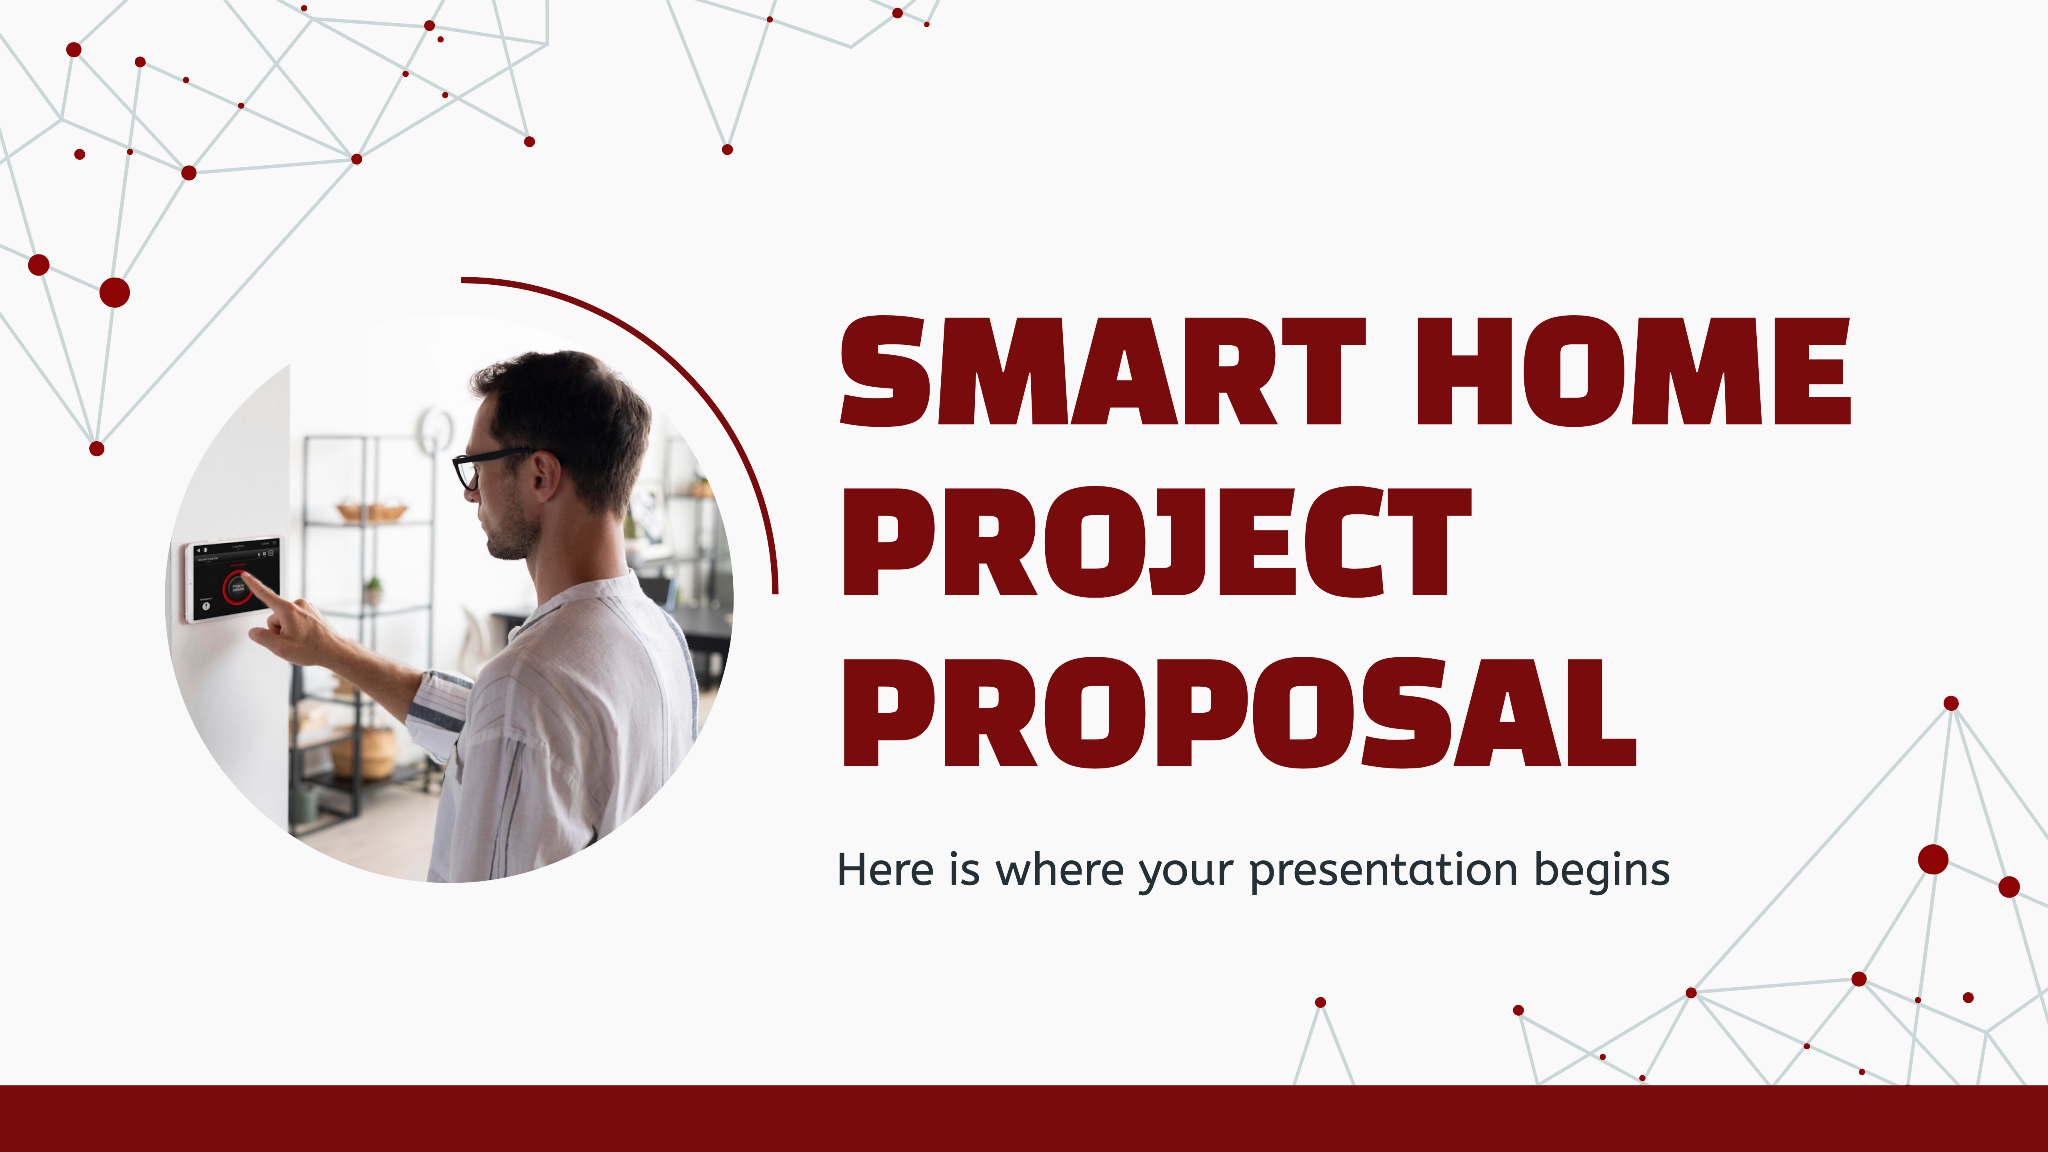 SMART HOME
PROJECT
PROPOSAL
Here is where your presentation begins